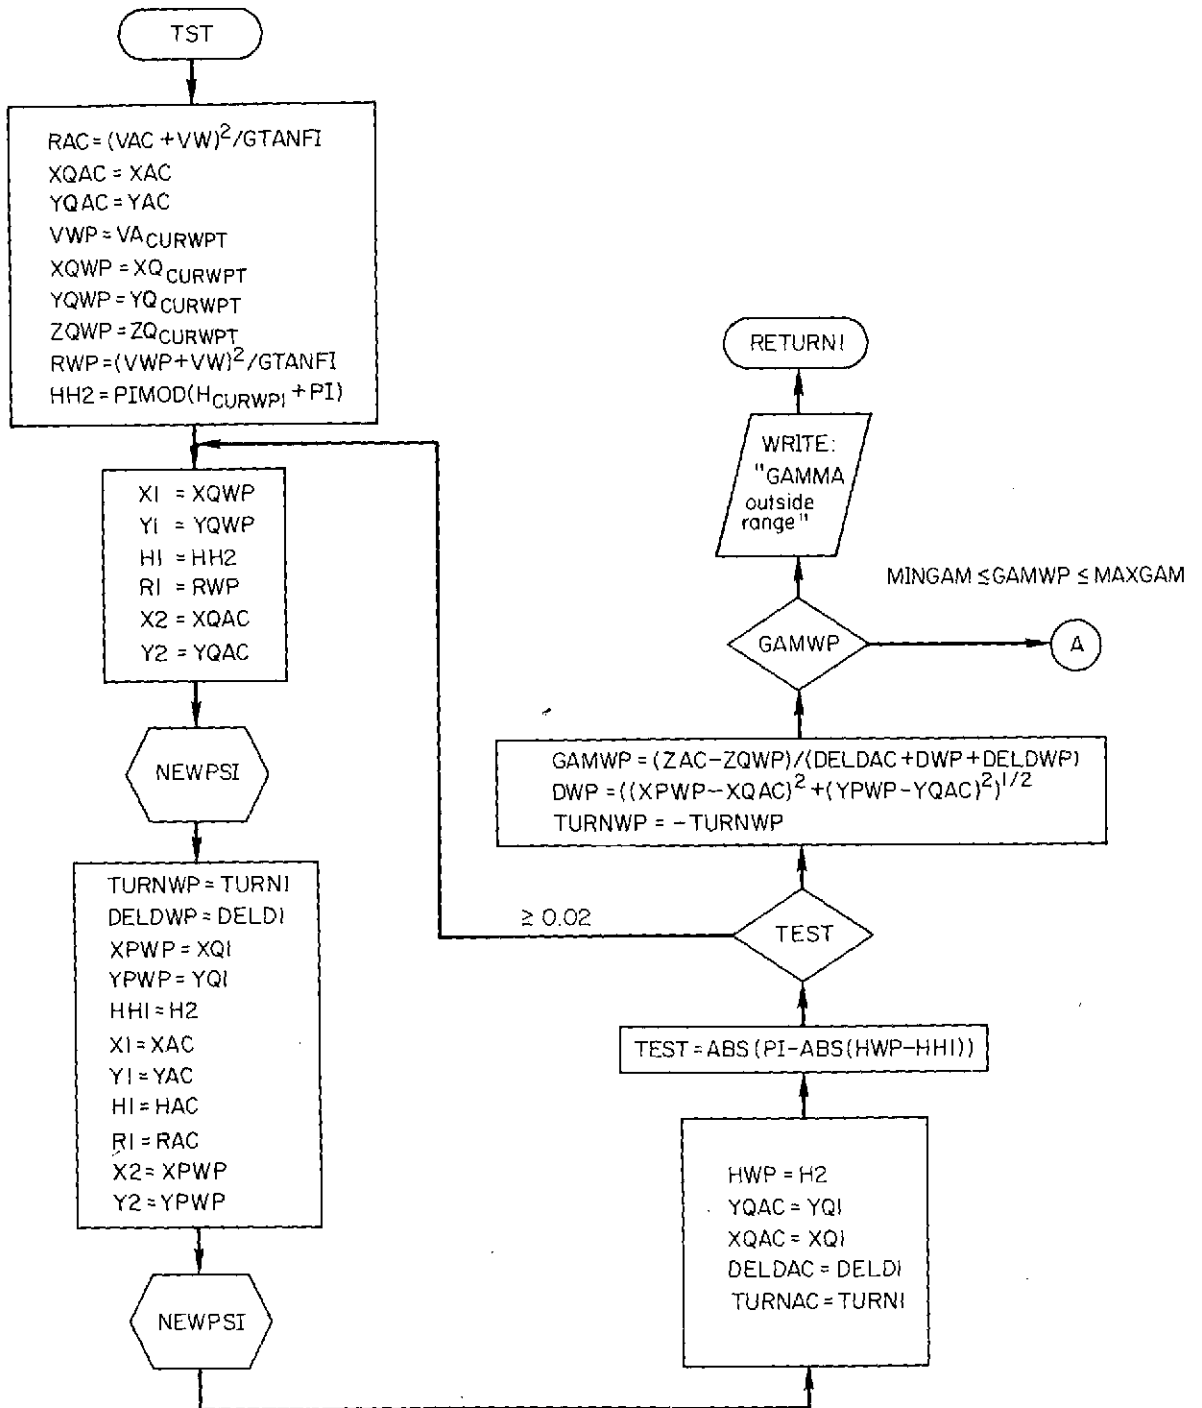 TST
RAC = (VAC + VW)²/GTANFI
XQAC = XAC
YQAC = YAC
VWP = VA CURWPT
XQWP = XQ CURWPT
YQWP = YQ CURWPT
ZQWP = ZQ CURWPT
RWP = (VWP+VW)²/GTANFI
HH2 = PIMOD(H CURWP1 + PI)
X1 = XQWP
Y1 = YQWP
H1 = HH2
R1 = RWP
X2 = XQAC
Y2 = YQAC
NEWPSI
TURNWP = TURN1
DELDWP = DELD1
XPWP = XQ1
YPWP = YQ1
HH1 = H2
X1 = XAC
Y1 = YAC
H1 = HAC
R1 = RAC
X2 = XPWP
Y2 = YPWP
NEWPSI
HWP = H2
YQAC = YQ1
XQAC = XQ1
DELDAC = DELD1
TURNAC = TURN1
TEST = ABS(PI-ABS(HWP-HH1))
TEST
≥ 0.02
GAMWP = (ZAC-ZQWP)/(DELDAC+DWP+DELDWP)
DWP = ((XPWP-XQAC)² + (YPWP-YQAC)²)1/2
TURNWP = -TURNWP
GAMWP
MINGAM ≤ GAMWP ≤ MAXGAM
A
WRITE:
"GAMMA
outside
range"
RETURN1